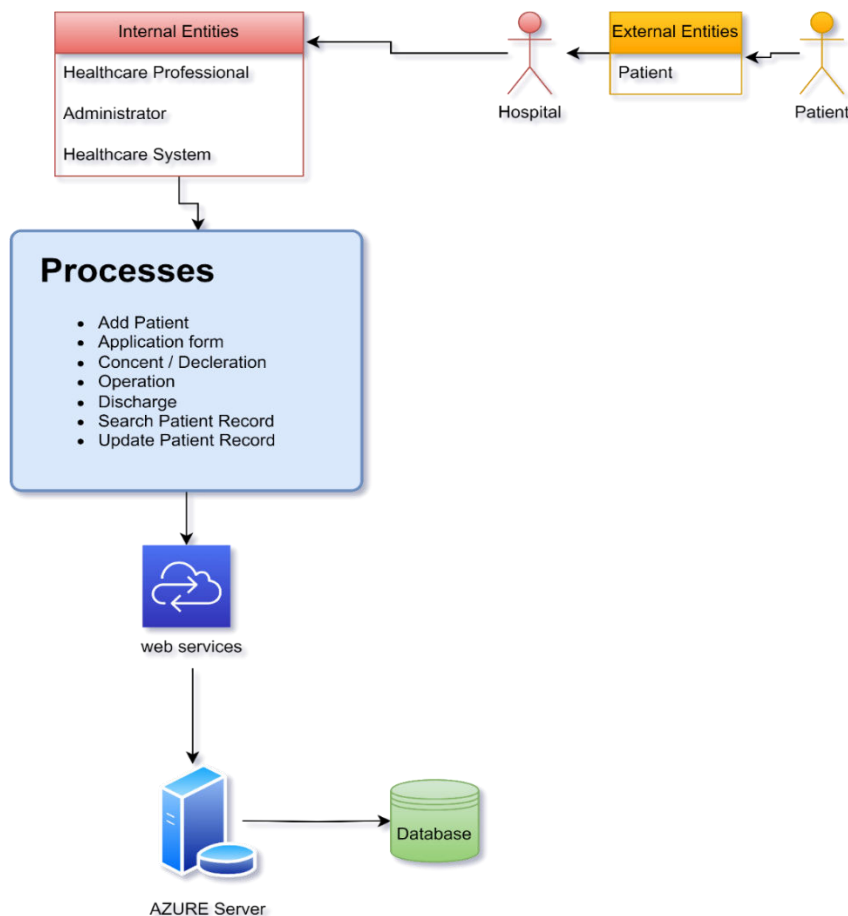 Internal Entities
Healthcare Professional
Administrator
Healthcare System
Hospital
External Entities
Patient
Patient
Processes
Add Patient
Application form
Concent / Decleration
Operation
Discharge
Search Patient Record
Update Patient Record
web services
AZURE Server
Database